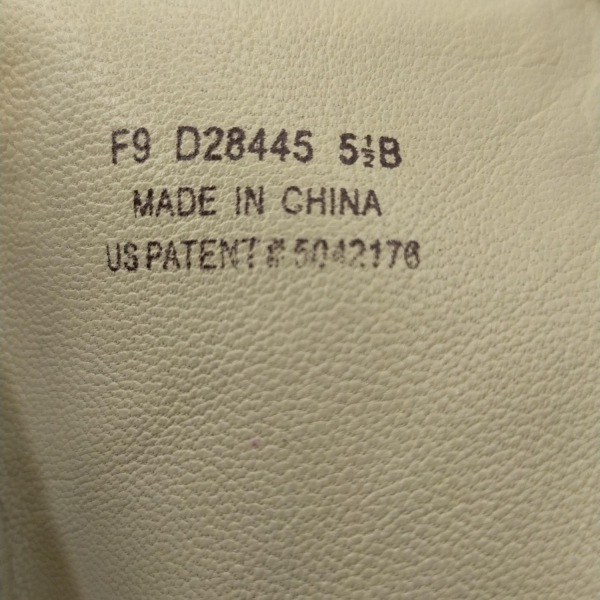 F9 D28445 5½B
MADE IN CHINA
US PATENT # 5042176